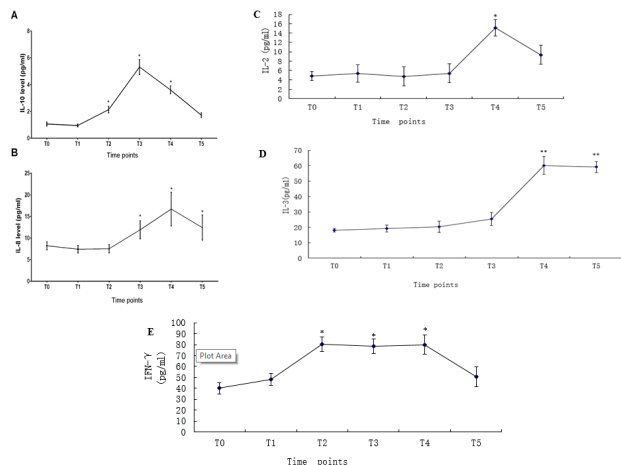 A
IL-10 level (pg/ml)
8
6
4
2
0
*
*
*
T0 T1 T2 T3 T4 T5
Time points
B
IL-8 level (pg/ml)
25
20
15
10
5
0
*
*
*
T0 T1 T2 T3 T4 T5
Time points
C
IL-2 (pg/ml)
18
16
14
12
10
8
6
4
2
0
*
T0 T1 T2 T3 T4 T5
Time points
D
IL-3(pg/ml)
70
60
50
40
30
20
10
0
**
**
T0 T1 T2 T3 T4 T5
Time points
E
IFN-γ
(pg/ml)
100
90
80
70
60
50
40
30
20
10
0
Plot Area
*
*
*
T0 T1 T2 T3 T4 T5
Time points